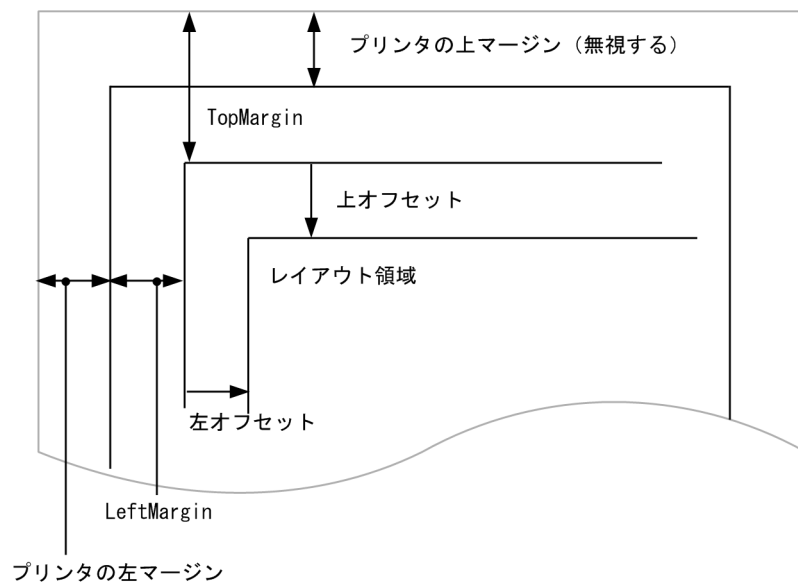 プリンタの上マージン（無視する）
TopMargin
上オフセット
レイアウト領域
左オフセット
LeftMargin
プリンタの左マージン